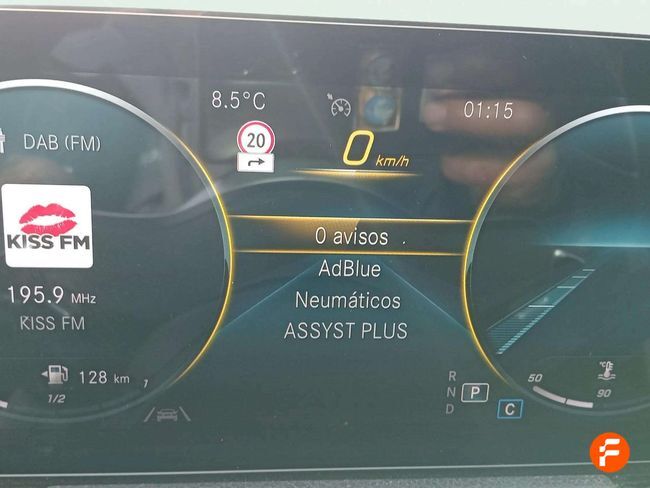 8.5°C
01:15
DAB (FM)
20
0 km/h
KISS FM
0 avisos
AdBlue
195.9 MHz
Neumáticos
KISS FM
ASSYST PLUS
128 km
1
1/2
R
N P
D C
50
°C
90